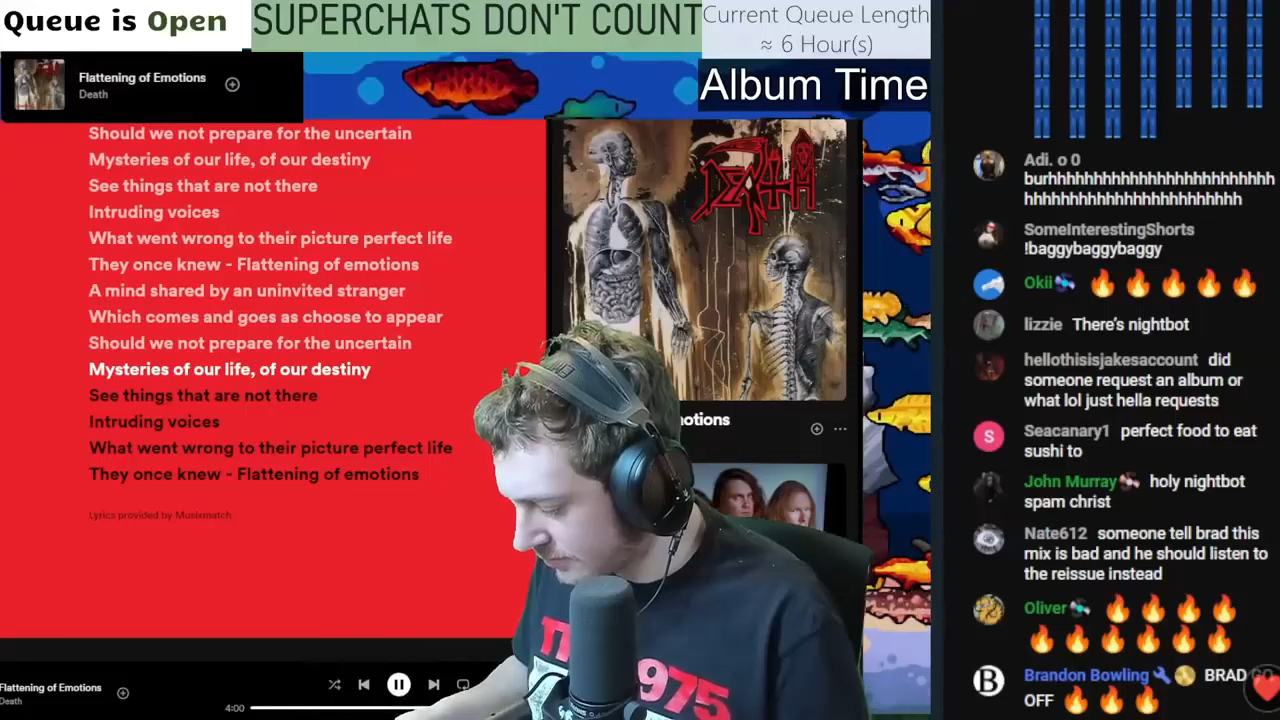 Queue is Open
SUPERCHATS DON'T COUNT
Current Queue Length
≈ 6 Hour(s)
Album Time
Flattening of Emotions
Death
Should we not prepare for the uncertain
Mysteries of our life, of our destiny
See things that are not there
Intruding voices
What went wrong to their picture perfect life
They once knew - Flattening of emotions
A mind shared by an uninvited stranger
Which comes and goes as choose to appear
Should we not prepare for the uncertain
Mysteries of our life, of our destiny
See things that are not there
Intruding voices
What went wrong to their picture perfect life
They once knew - Flattening of emotions
Lyrics provided by Musixmatch
DEATH
motions
THE 1975
Flattening of Emotions
Death
4:00
Adi. o 0
burhhhhhhhhhhhhhhhhhhhhhhhhh
hhhhhhhhhhhhhhhhhhhhhhhh
SomeInterestingShorts
!baggybaggybaggy
Okii 🔥🔥🔥🔥🔥
lizzie There's nightbot
hellothisisjakesaccount did
someone request an album or
what lol just hella requests
S
Seacanary1 perfect food to eat
sushi to
John Murray holy nightbot
spam christ
Nate612 someone tell brad this
mix is bad and he should listen to
the reissue instead
Oliver 🔥🔥🔥🔥
🔥🔥🔥🔥🔥🔥
B
Brandon Bowling BRAD GO
OFF 🔥🔥🔥